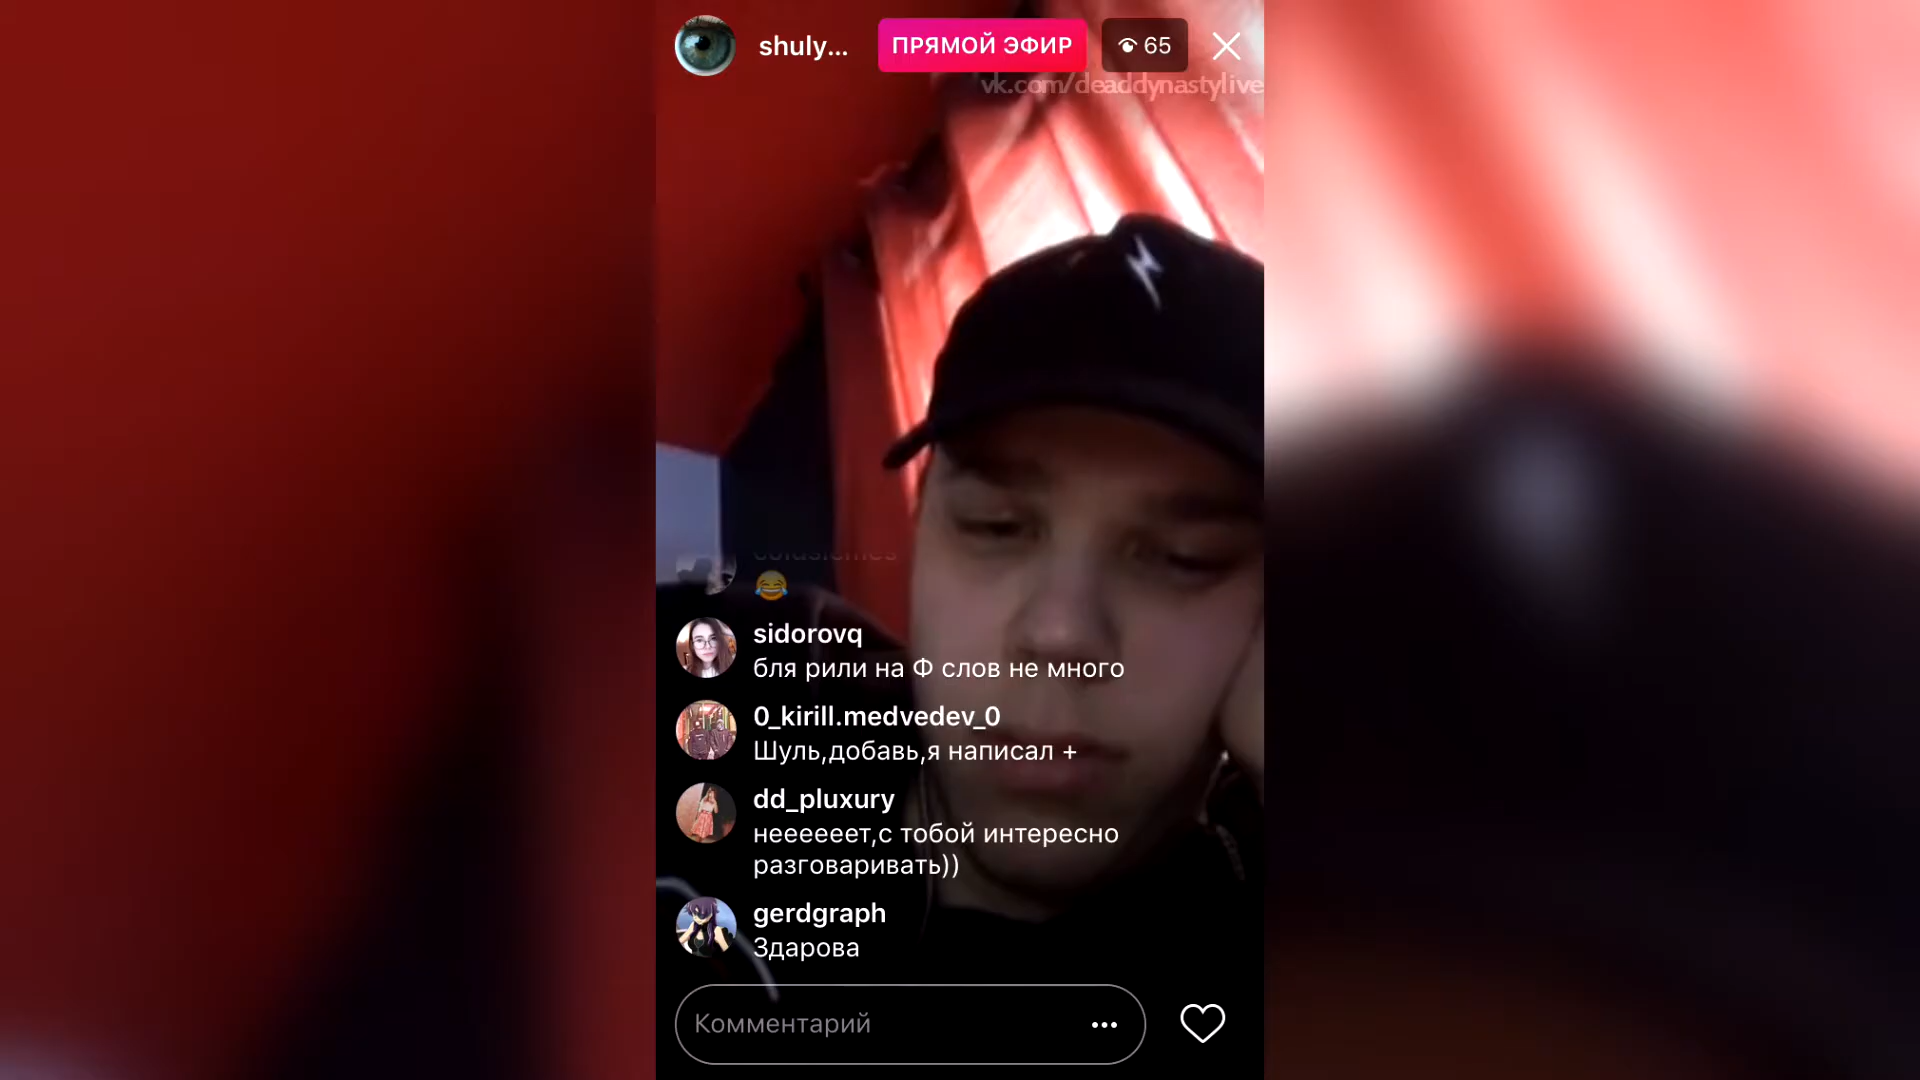 shuly...
ПРЯМОЙ ЭФИР
65
vk.com/deaddynastylive
😂
sidorovq
бля рили на Ф слов не много
0_kirill.medvedev_0
Шуль,добавь,я написал +
dd_pluxury
неееееет,с тобой интересно
разговаривать))
gerdgraph
Здарова
Комментарий